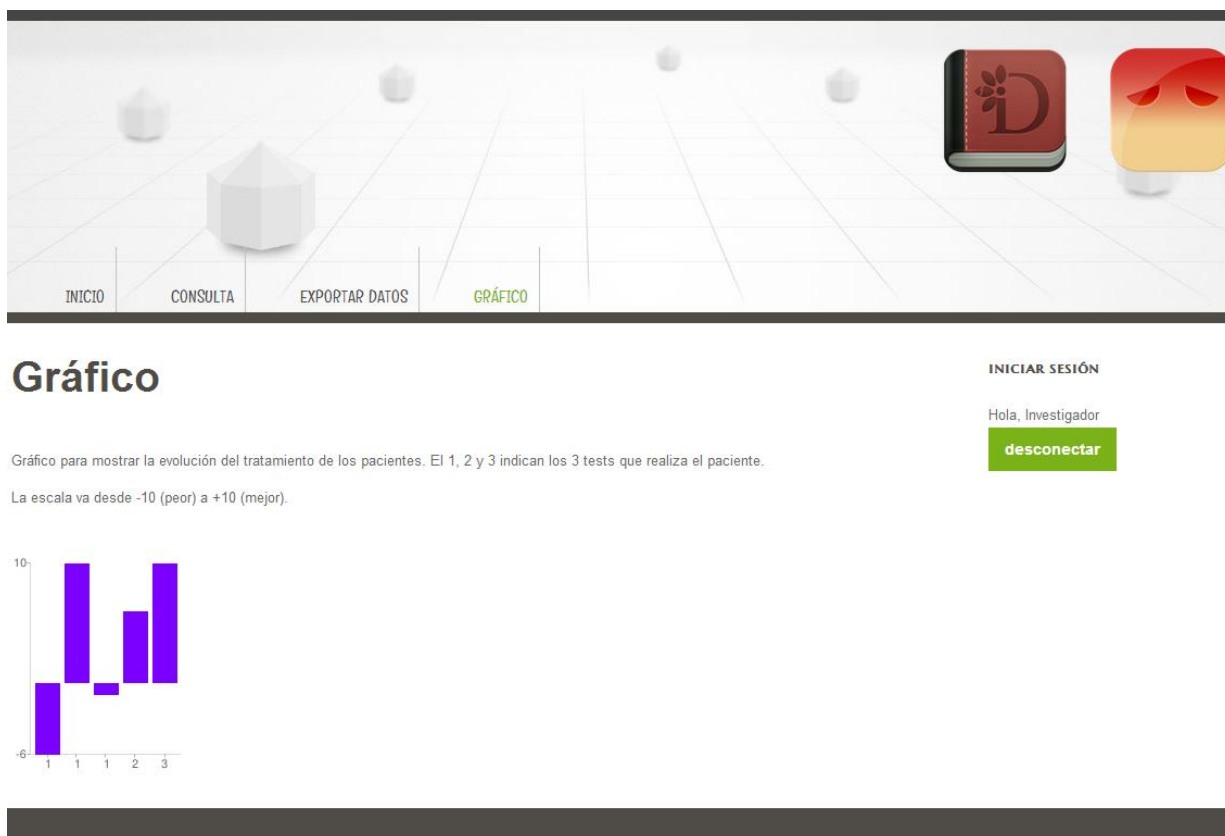 D
INICIO
CONSULTA
EXPORTAR DATOS
GRÁFICO
Gráfico
Gráfico para mostrar la evolución del tratamiento de los pacientes. El 1, 2 y 3 indican los 3 tests que realiza el paciente.
La escala va desde -10 (peor) a +10 (mejor).
10
-6
1 1 1 2 3
INICIAR SESIÓN
Hola, Investigador
desconectar